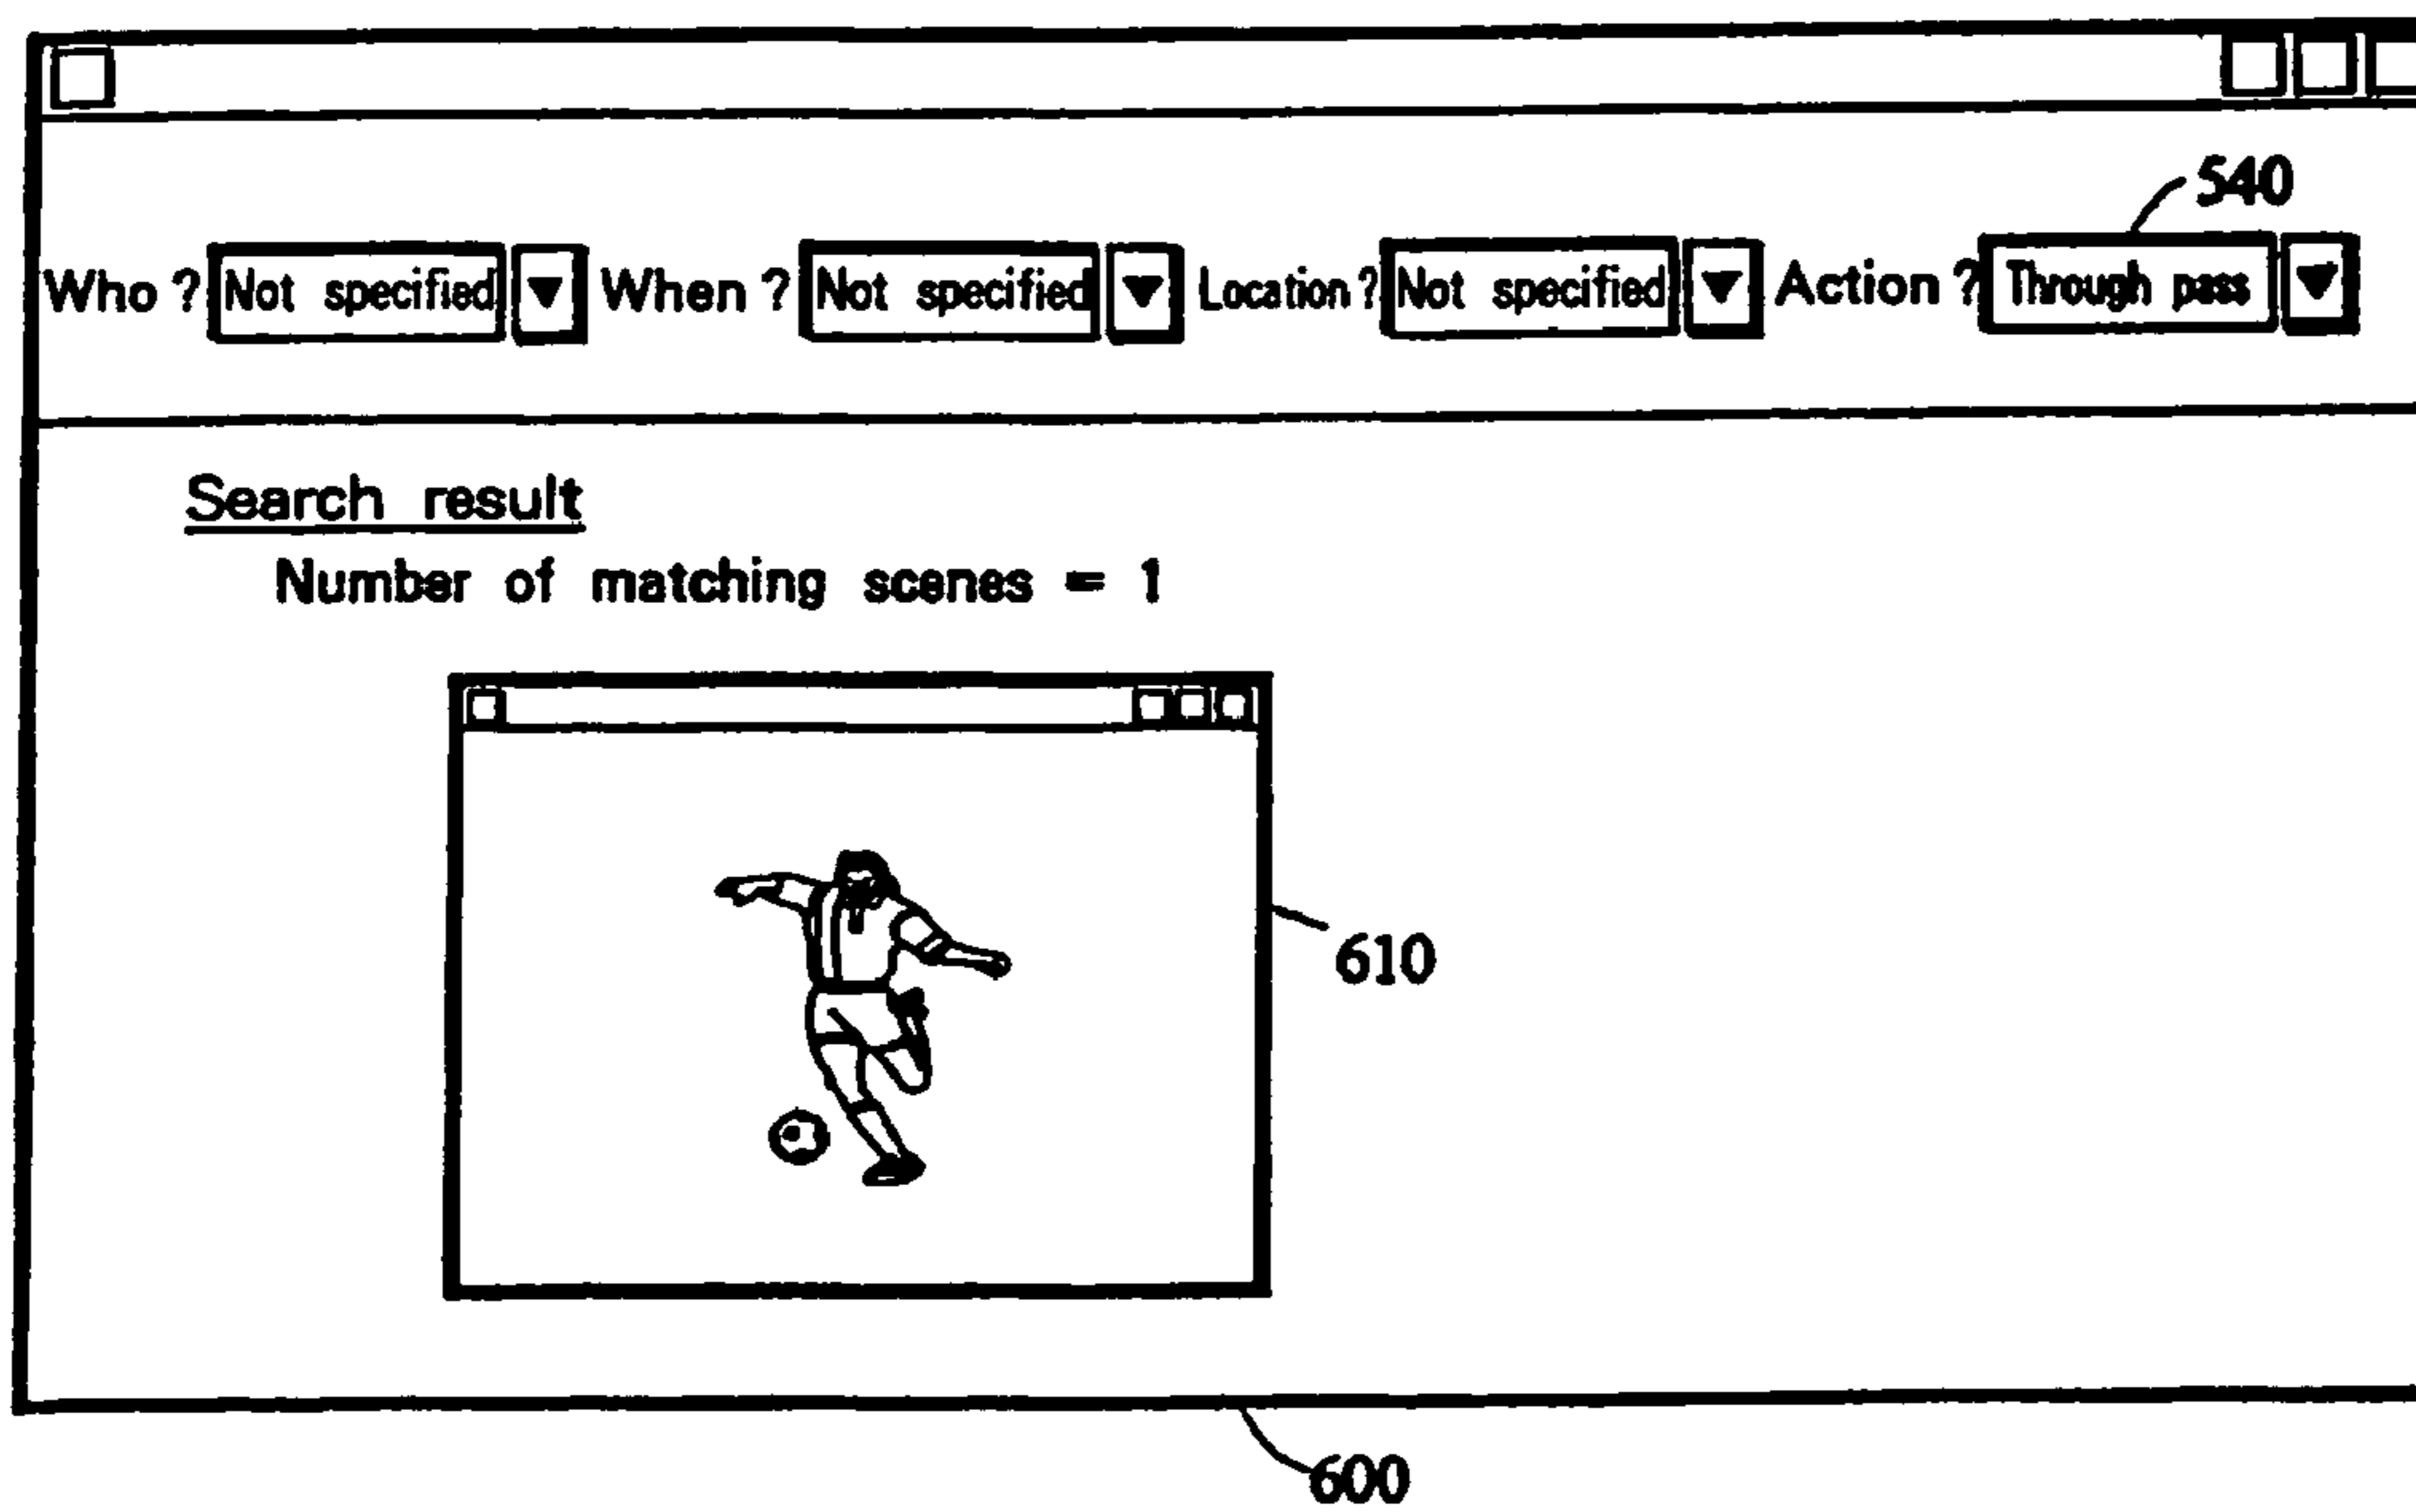 540
Who ? Not specified ▼ When ? Not specified ▼ Location ? Not specified ▼ Action ? Through pass ▼
Search result
Number of matching scenes = 1
610
600